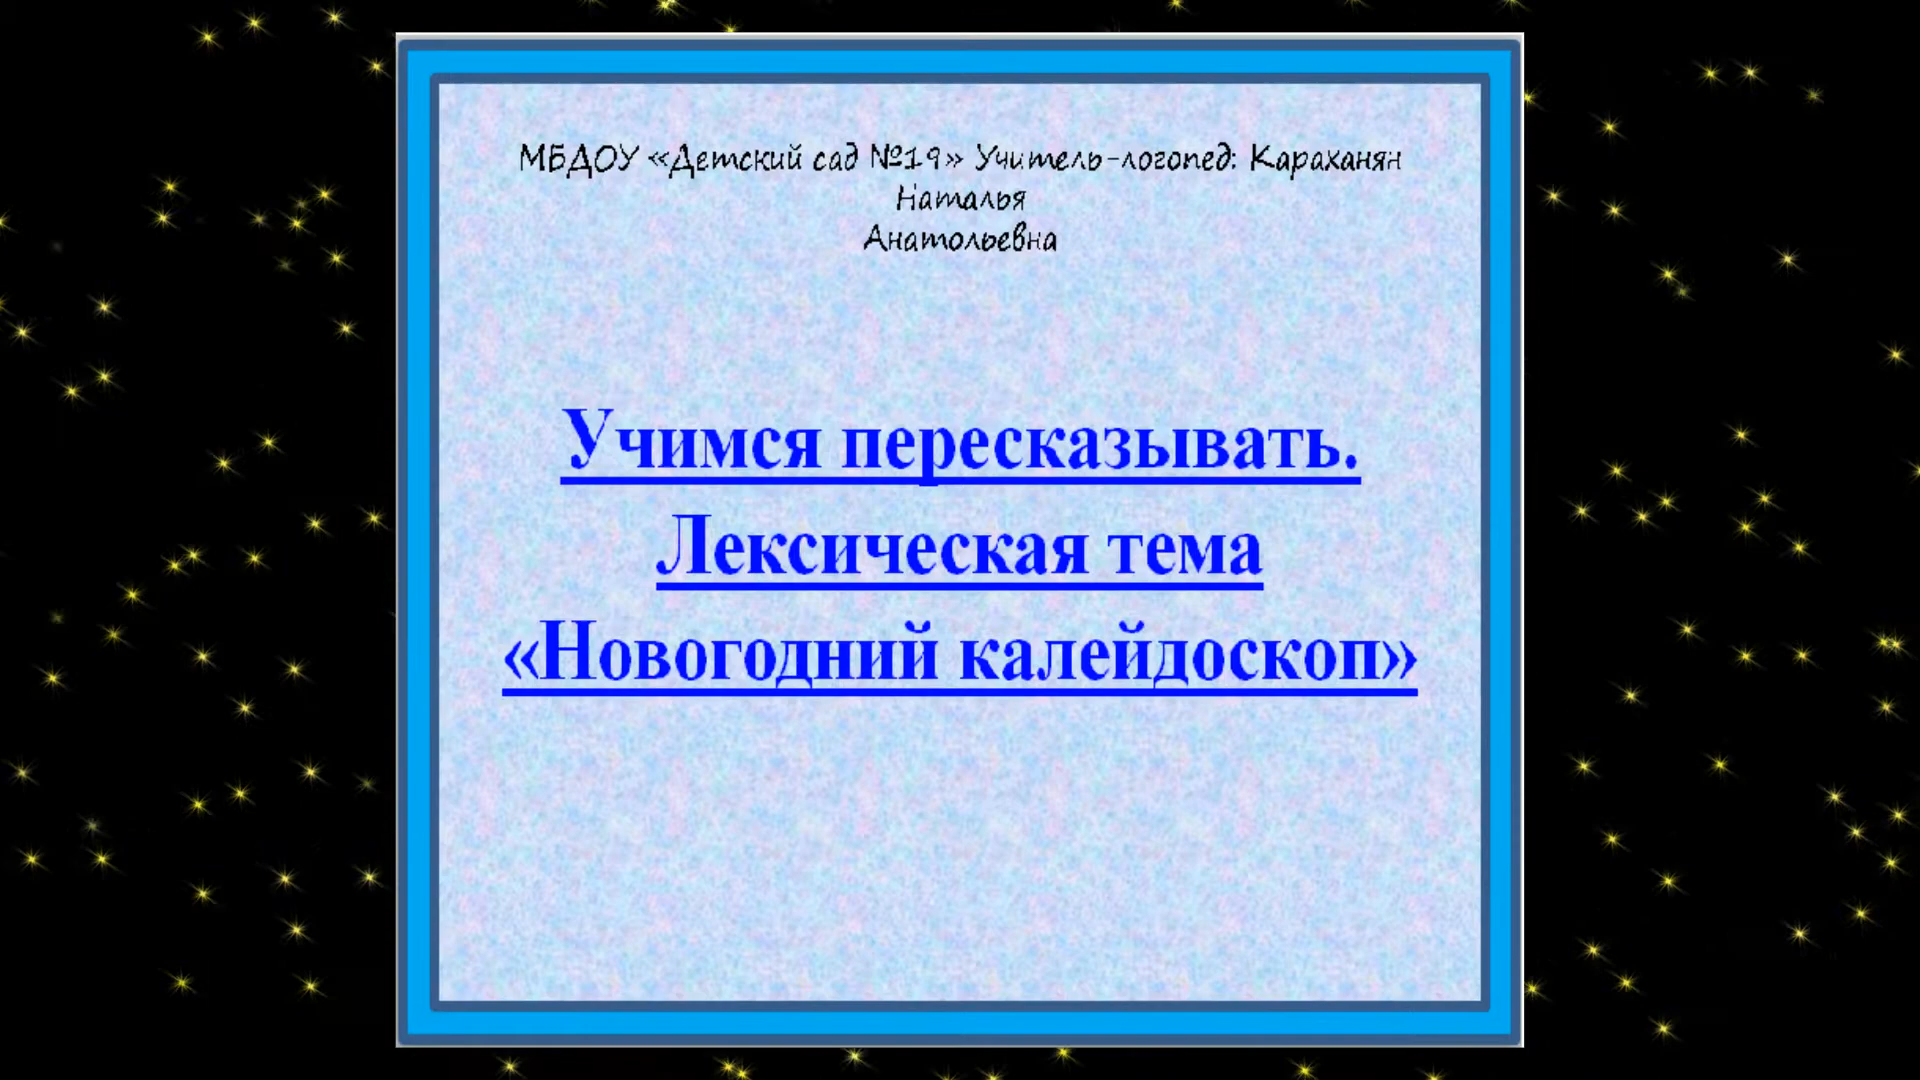 МБДОУ «Детский сад №19» Учитель-логопед: Караханян
Наталья
Анатольевна
Учимся пересказывать.
Лексическая тема
«Новогодний калейдоскоп»